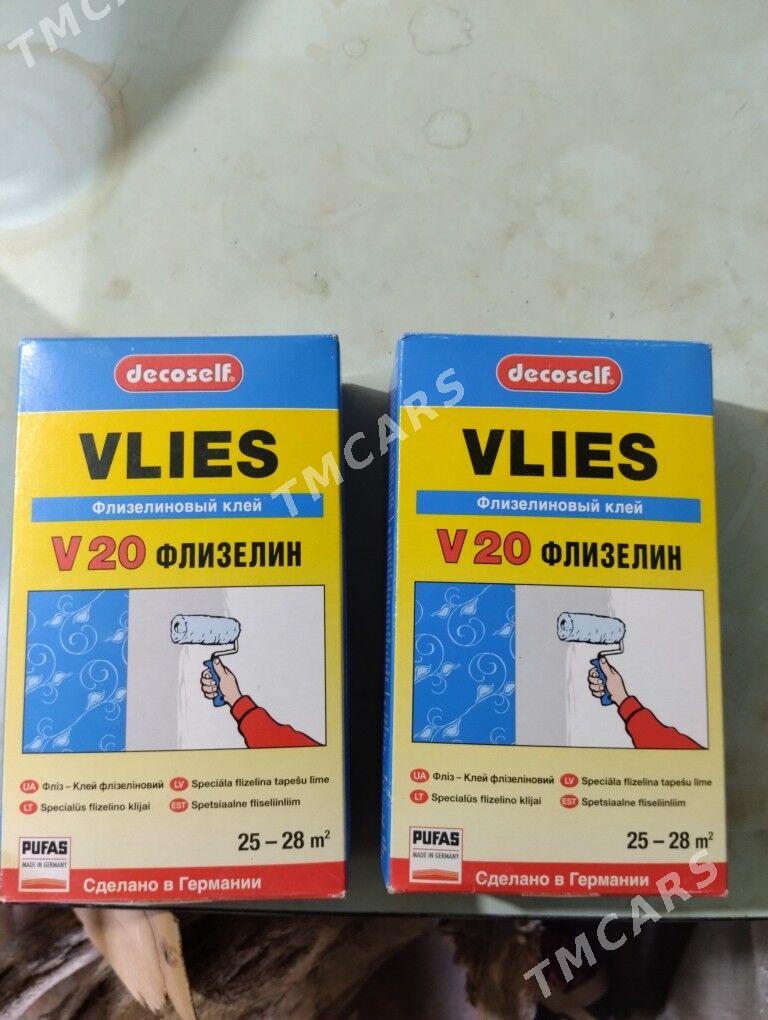 TMCARS
decoself®
VLIES
Флизелиновый клей
V20 ФЛИЗЕЛИН
UA Фліз – Клей флізеліновий
LV Speciāla flizelīna tapešu līme
LT Specialūs flizelino klijai
EST Spetsiaalne fliseliinliim
PUFAS
MADE IN GERMANY
25 – 28 m²
Сделано в Германии
TMCARS
decoself®
VLIES
Флизелиновый клей
V20 ФЛИЗЕЛИН
UA Фліз – Клей флізеліновий
LV Speciāla flizelīna tapešu līme
LT Specialūs flizelino klijai
EST Spetsiaalne fliseliinliim
PUFAS
MADE IN GERMANY
25 – 28 m²
Сделано в Германии
TMCARS